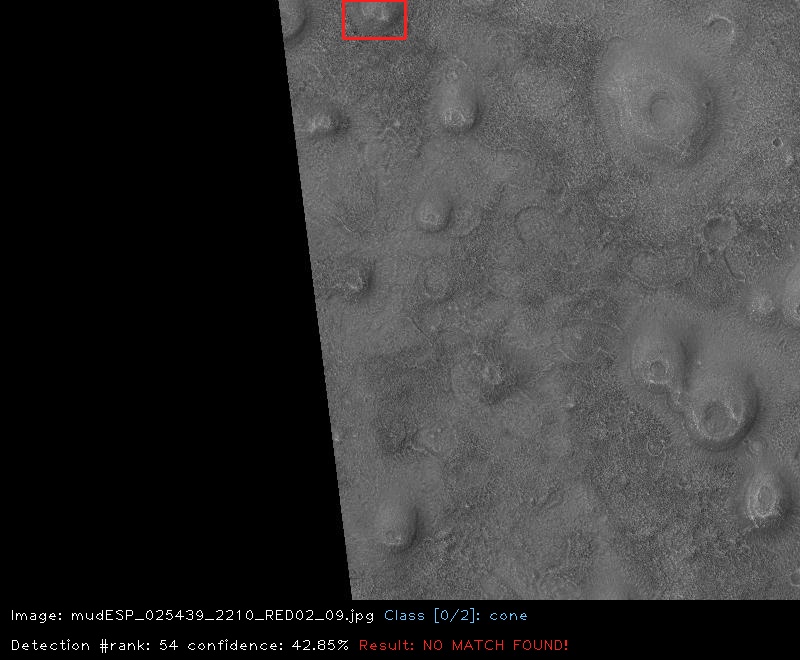 Image: mudESP_025439_2210_RED02_09.jpg Class [0/2]: cone
Detection #rank: 54 confidence: 42.85% Result: NO MATCH FOUND!